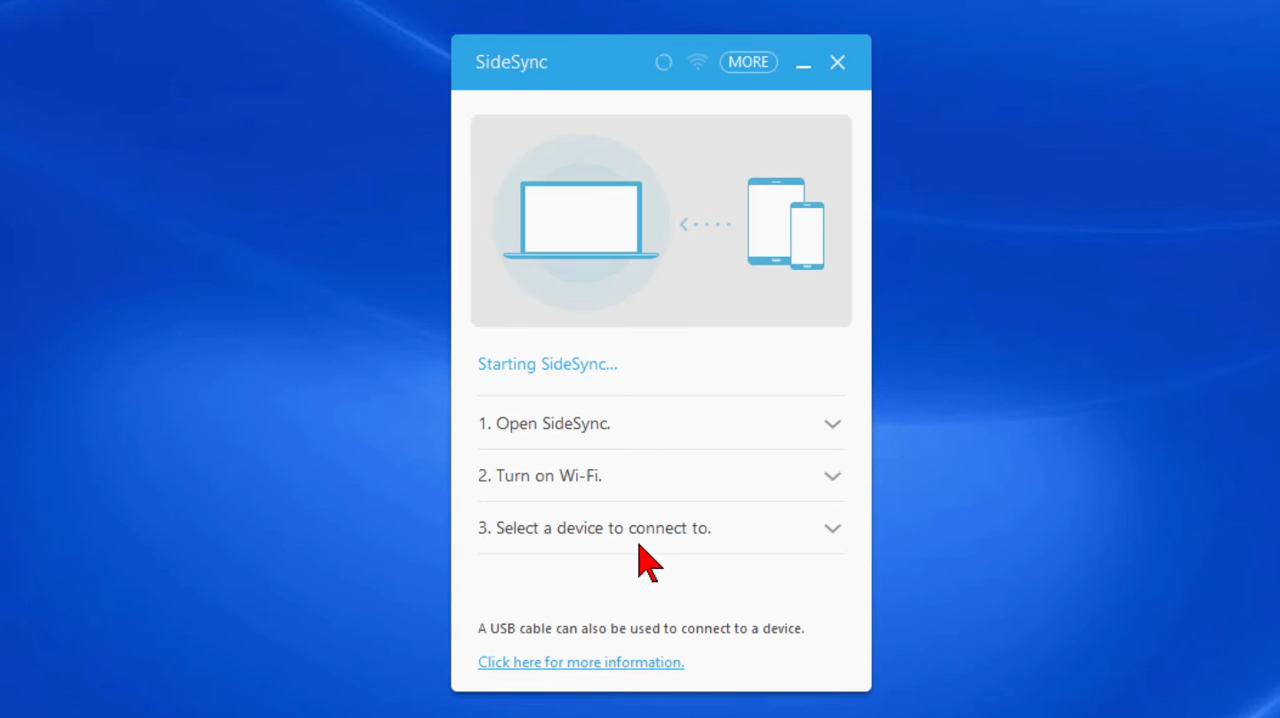 SideSync
MORE
Starting SideSync...
1. Open SideSync.
2. Turn on Wi-Fi.
3. Select a device to connect to.
A USB cable can also be used to connect to a device.
Click here for more information.